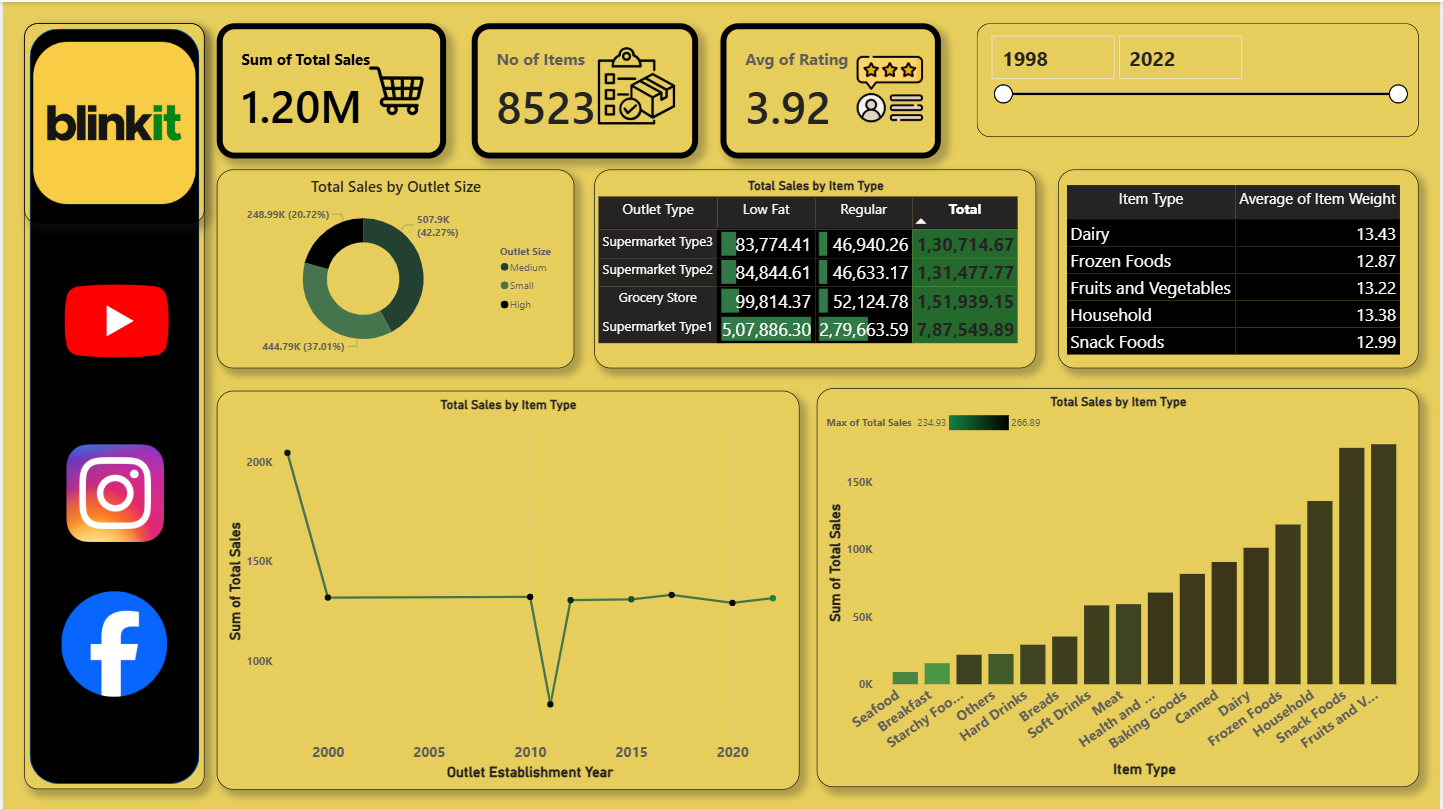 blinkit
Sum of Total Sales
1.20M
No of Items
8523
Avg of Rating
3.92
1998
2022
Total Sales by Outlet Size
248.99K (20.72%)
507.9K
(42.27%)
444.79K (37.01%)
Outlet Size
Medium
Small
High
Total Sales by Item Type
Outlet Type Low Fat Regular Total
Supermarket Type3 83,774.41 46,940.26 1,30,714.67
Supermarket Type2 84,844.61 46,633.17 1,31,477.77
Grocery Store 99,814.37 52,124.78 1,51,939.15
Supermarket Type1 5,07,886.30 2,79,663.59 7,87,549.89
Item Type Average of Item Weight
Dairy 13.43
Frozen Foods 12.87
Fruits and Vegetables 13.22
Household 13.38
Snack Foods 12.99
Total Sales by Item Type
Sum of Total Sales
200K
150K
100K
2000 2005 2010 2015 2020
Outlet Establishment Year
Total Sales by Item Type
Max of Total Sales 234.93 266.89
Sum of Total Sales
150K
100K
50K
0K
Seafood
Breakfast
Starchy Foo...
Others
Hard Drinks
Breads
Soft Drinks
Meat
Health and ...
Baking Goods
Canned
Dairy
Frozen Foods
Household
Snack Foods
Fruits and V...
Item Type